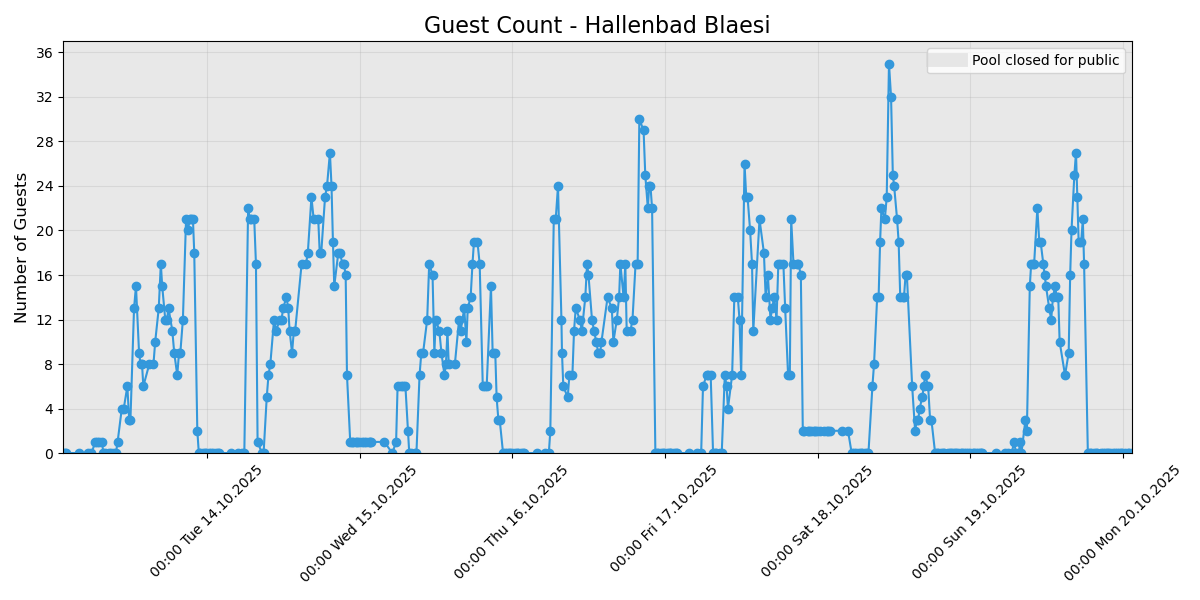 Guest Count - Hallenbad Blaesi
Pool closed for public
Number of Guests
36
32
28
24
20
16
12
8
4
0
00:00 Tue 14.10.2025
00:00 Wed 15.10.2025
00:00 Thu 16.10.2025
00:00 Fri 17.10.2025
00:00 Sat 18.10.2025
00:00 Sun 19.10.2025
00:00 Mon 20.10.2025